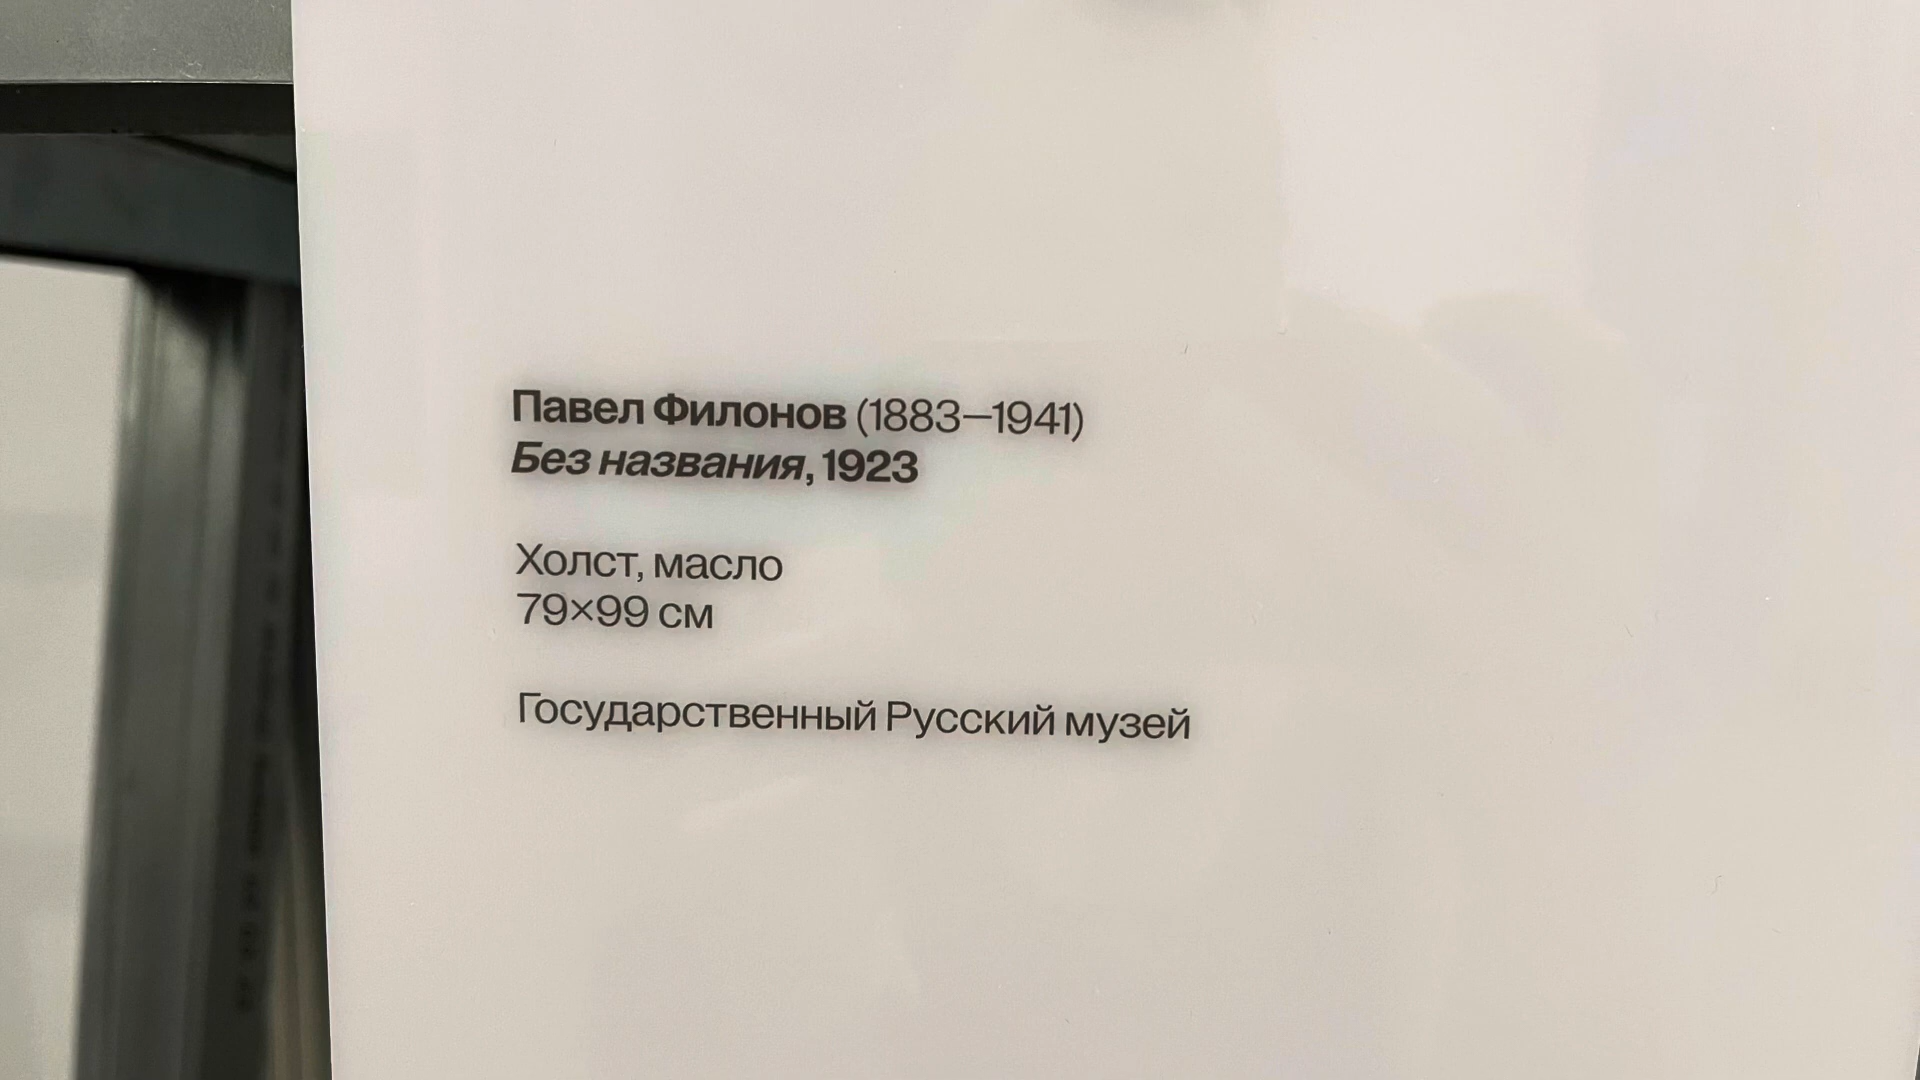 Павел Филонов (1883—1941)
Без названия, 1923
Холст, масло
79×99 см
Государственный Русский музей